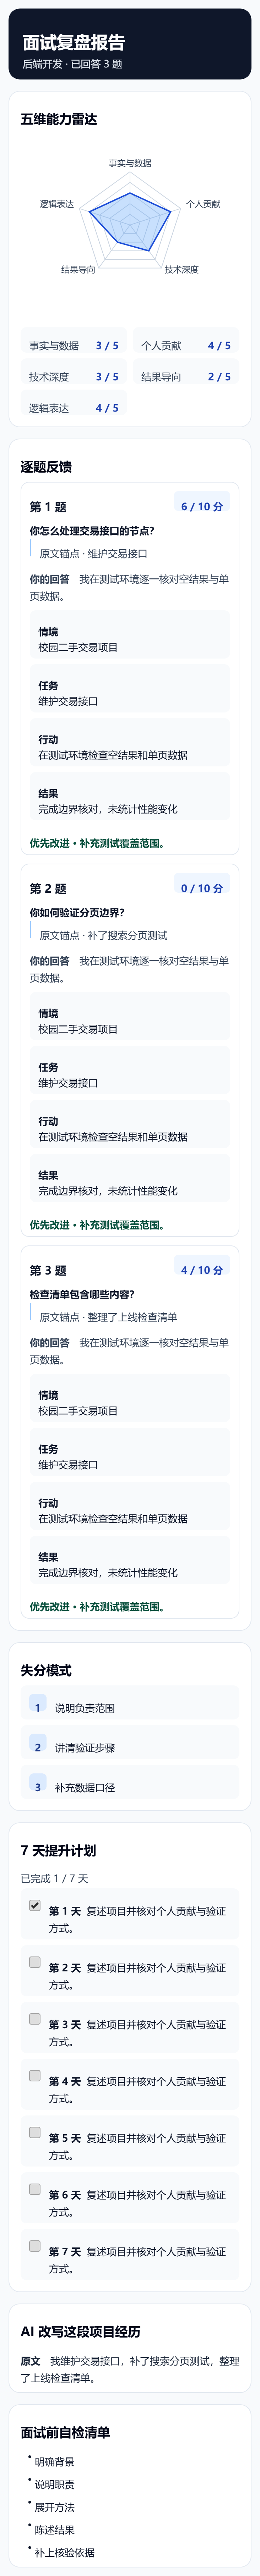 面试复盘报告
后端开发 · 已回答 3 题
五维能力雷达
事实与数据
逻辑表达
个人贡献
结果导向
技术深度
事实与数据 3 / 5
个人贡献 4 / 5
技术深度 3 / 5
结果导向 2 / 5
逻辑表达 4 / 5
逐题反馈
第 1 题 6 / 10 分
你怎么处理交易接口的节点?
原文锚点 · 维护交易接口
你的回答 我在测试环境逐一核对空结果与单
页数据。
情境
校园二手交易项目
任务
维护交易接口
行动
在测试环境检查空结果和单页数据
结果
完成边界核对，未统计性能变化
优先改进 · 补充测试覆盖范围。
第 2 题 0 / 10 分
你如何验证分页边界?
原文锚点 · 补了搜索分页测试
你的回答 我在测试环境逐一核对空结果与单
页数据。
情境
校园二手交易项目
任务
维护交易接口
行动
在测试环境检查空结果和单页数据
结果
完成边界核对，未统计性能变化
优先改进 · 补充测试覆盖范围。
第 3 题 4 / 10 分
检查清单包含哪些内容?
原文锚点 · 整理了上线检查清单
你的回答 我在测试环境逐一核对空结果与单
页数据。
情境
校园二手交易项目
任务
维护交易接口
行动
在测试环境检查空结果和单页数据
结果
完成边界核对，未统计性能变化
优先改进 · 补充测试覆盖范围。
失分模式
1 说明负责范围
2 讲清验证步骤
3 补充数据口径
7 天提升计划
已完成 1 / 7 天
第 1 天 复述项目并核对个人贡献与验证
方式。
第 2 天 复述项目并核对个人贡献与验证
方式。
第 3 天 复述项目并核对个人贡献与验证
方式。
第 4 天 复述项目并核对个人贡献与验证
方式。
第 5 天 复述项目并核对个人贡献与验证
方式。
第 6 天 复述项目并核对个人贡献与验证
方式。
第 7 天 复述项目并核对个人贡献与验证
方式。
AI 改写这段项目经历
原文 我维护交易接口，补了搜索分页测试，整理
了上线检查清单。
面试前自检清单
• 明确背景
• 说明职责
• 展开方法
• 陈述结果
• 补上核验依据